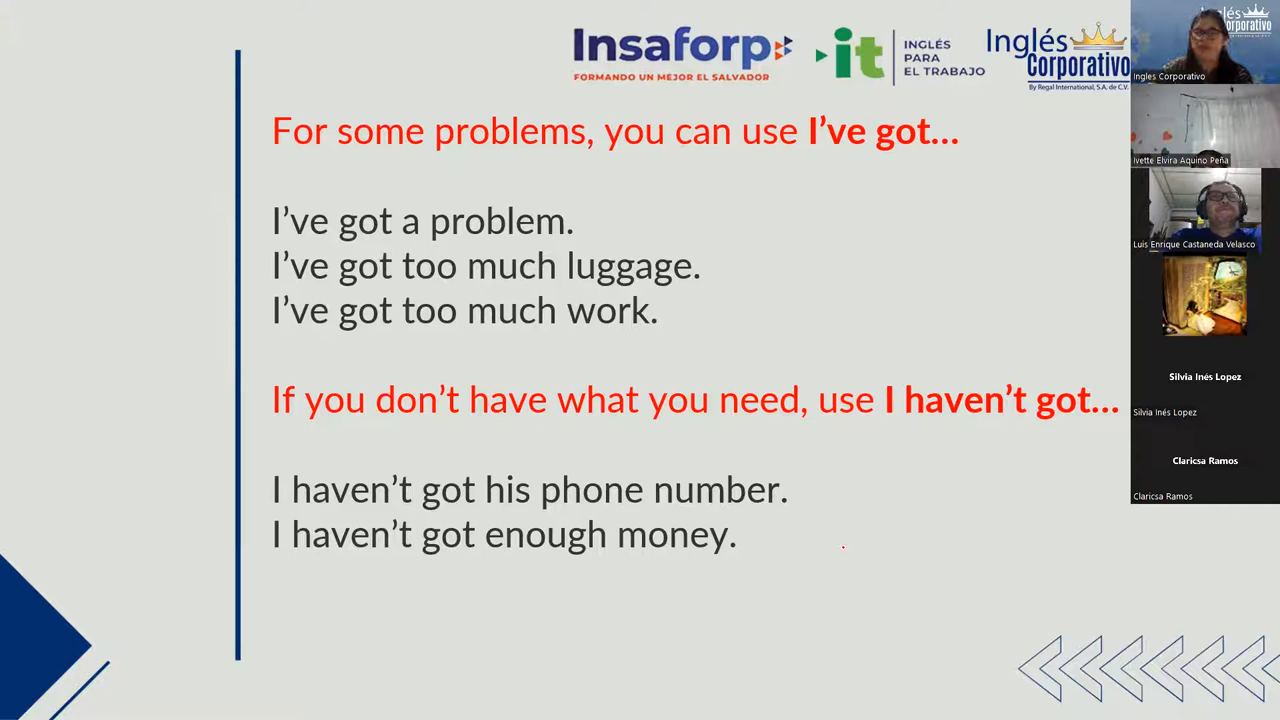 Insaforp
FORMANDO UN MEJOR EL SALVADOR
it
INGLÉS
PARA
EL TRABAJO
Inglés
Corporativo
By Regal International, S.A. de C.V.
For some problems, you can use I’ve got...
I’ve got a problem.
I’ve got too much luggage.
I’ve got too much work.
If you don’t have what you need, use I haven’t got...
I haven’t got his phone number.
I haven’t got enough money.
Ingles Corporativo
Ivette Elvira Aquino Peña
Luis Enrique Castaneda Velasco
Silvia Inés Lopez
Silvia Inés Lopez
Claricsa Ramos
Claricsa Ramos